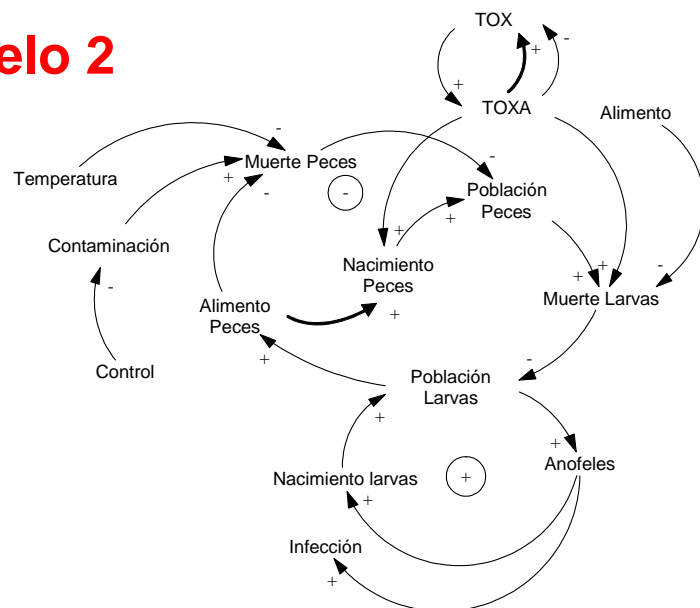 elo 2
TOX
+
-
+
TOXA
Alimento
-
Muerte Peces
-
Temperatura
+
-
-
Población
Peces
+
Contaminación
+
Nacimiento
Peces
+
+
-
-
Muerte Larvas
Alimento
Peces
+
+
Control
-
Población
Larvas
+
+
Anofeles
Nacimiento larvas
+
+
Infección
+